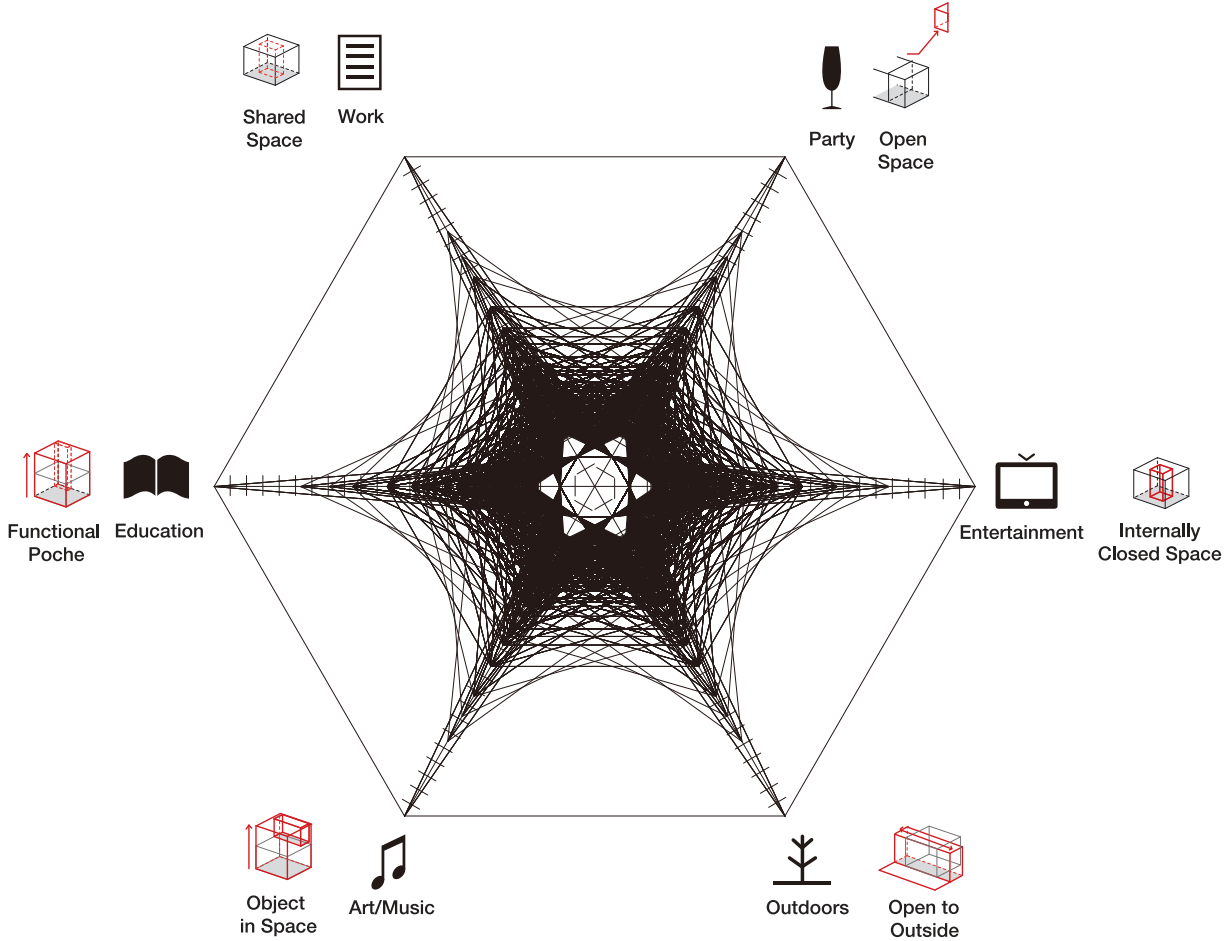 Shared
Space
Work
Party
Open
Space
Functional
Poche
Education
Entertainment
Internally
Closed Space
Object
in Space
Art/Music
Outdoors
Open to
Outside